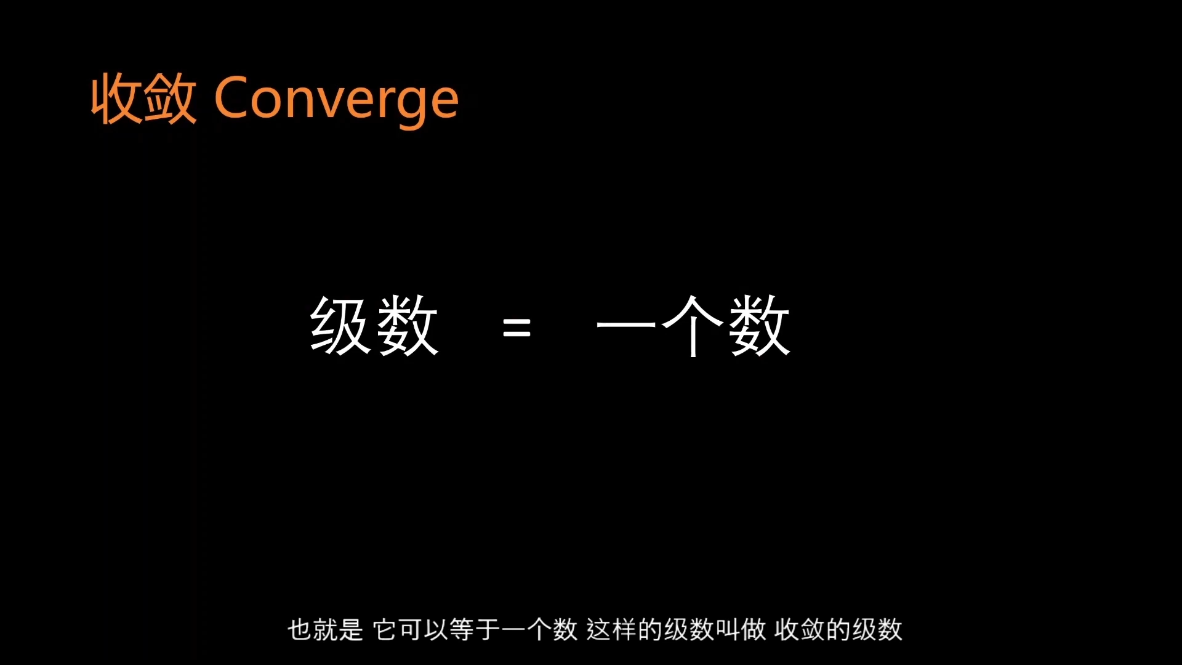 收敛 Converge
级数 = 一个数
也就是 它可以等于一个数 这样的级数叫做 收敛的级数